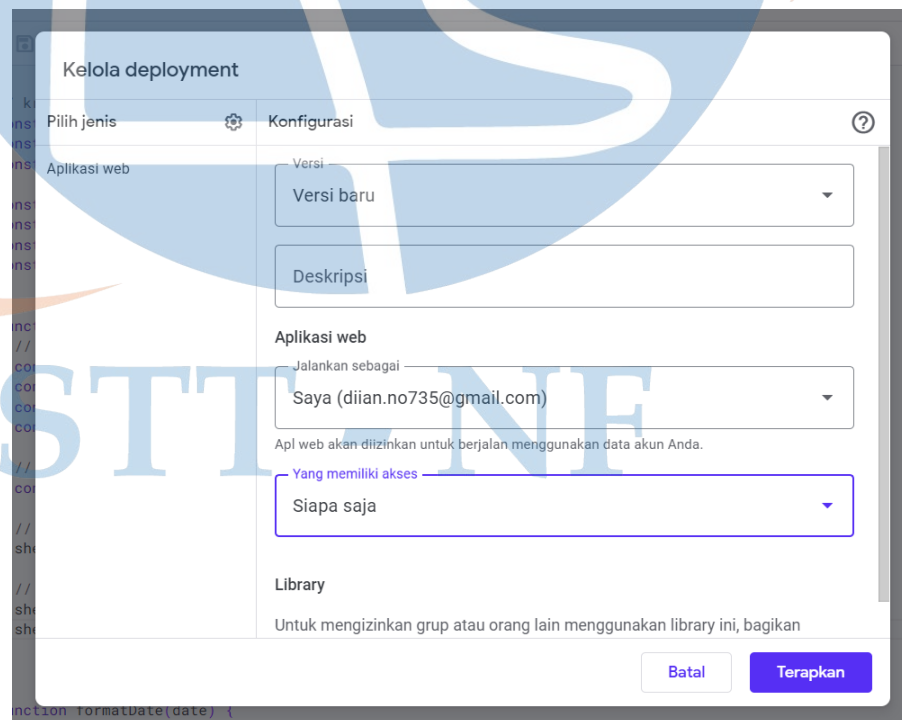 Kelola deployment
Pilih jenis
Konfigurasi
Aplikasi web
Versi
Versi baru
Deskripsi
Aplikasi web
Jalankan sebagai
Saya (diian.no735@gmail.com)
Apl web akan diizinkan untuk berjalan menggunakan data akun Anda.
Yang memiliki akses
Siapa saja
Library
Untuk mengizinkan grup atau orang lain menggunakan library ini, bagikan
Batal
Terapkan
STT - NF
nction formatDate(date) {